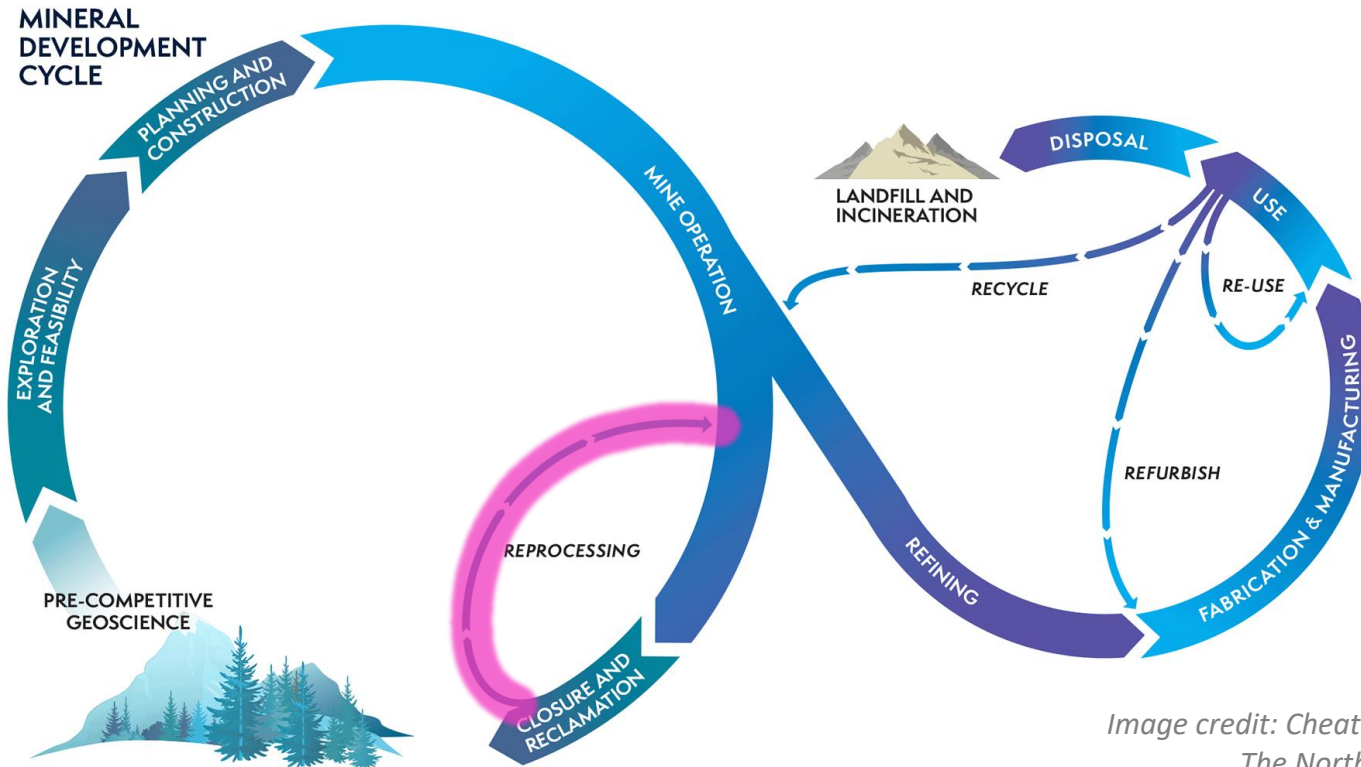 MINERAL
DEVELOPMENT
CYCLE
PLANNING AND
CONSTRUCTION
EXPLORATION
AND FEASIBILITY
PRE-COMPETITIVE
GEOSCIENCE
MINE OPERATION
REPROCESSING
CLOSURE AND
RECLAMATION
LANDFILL AND
INCINERATION
DISPOSAL
USE
RECYCLE
RE-USE
REFURBISH
REFINING
FABRICATION & MANUFACTURING
Image credit: Cheat
The North